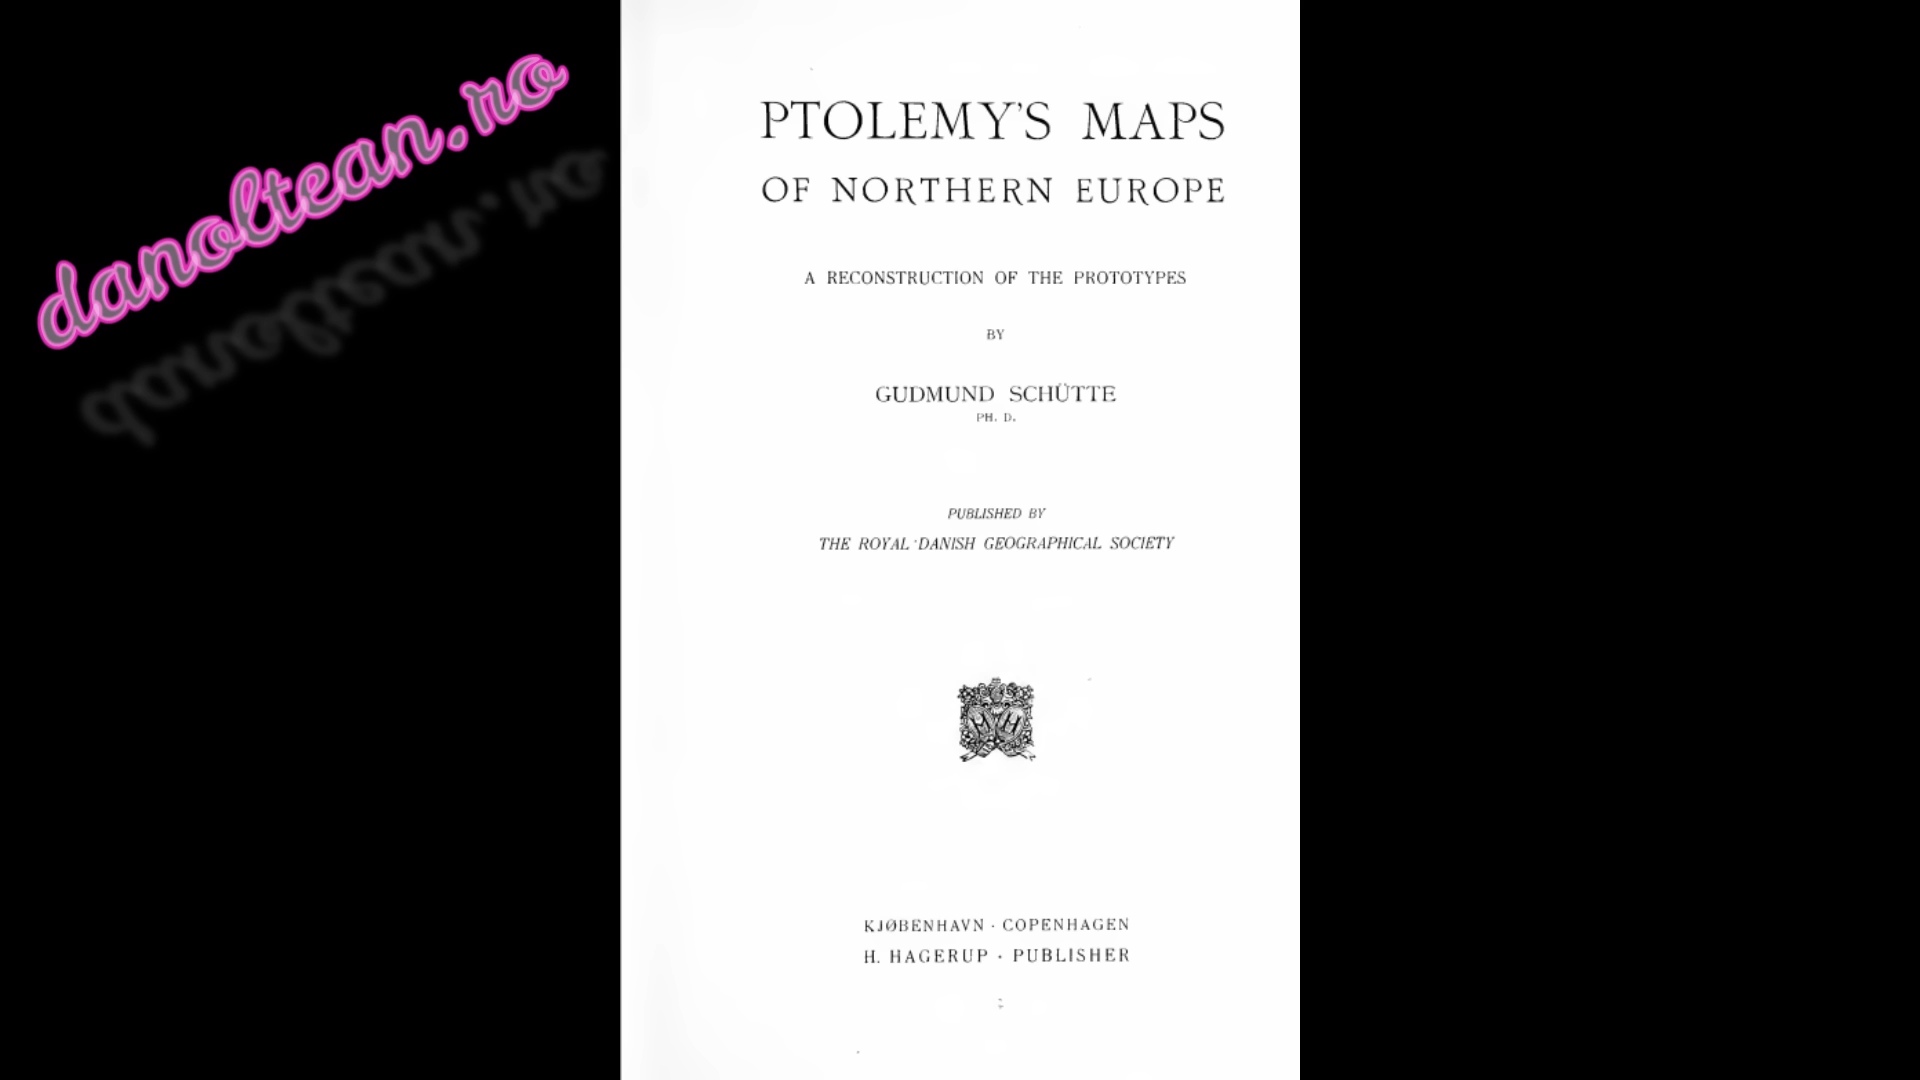 danoltean.ro
PTOLEMY'S MAPS
OF NORTHERN EUROPE
A RECONSTRUCTION OF THE PROTOTYPES
BY
GUDMUND SCHÜTTE
PH. D.
PUBLISHED BY
THE ROYAL DANISH GEOGRAPHICAL SOCIETY
H H
KJØBENHAVN · COPENHAGEN
H. HAGERUP · PUBLISHER